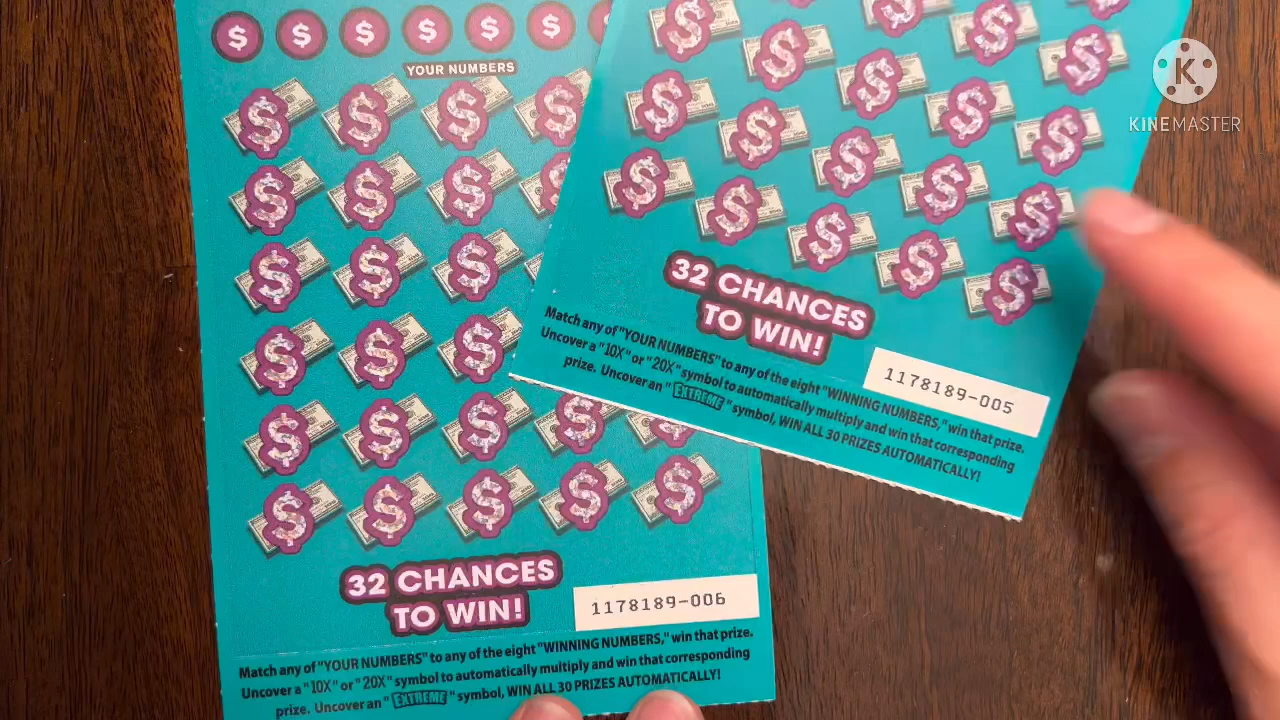 YOUR NUMBERS
32 CHANCES
TO WIN!
1178189-006
Match any of "YOUR NUMBERS" to any of the eight "WINNING NUMBERS," win that prize.
Uncover a "10X" or "20X" symbol to automatically multiply and win that corresponding
prize. Uncover an "EXTREME" symbol, WIN ALL 30 PRIZES AUTOMATICALLY!
32 CHANCES
TO WIN!
1178189-005
Match any of "YOUR NUMBERS" to any of the eight "WINNING NUMBERS," win that prize.
Uncover a "10X" or "20X" symbol to automatically multiply and win that corresponding
prize. Uncover an "EXTREME" symbol, WIN ALL 30 PRIZES AUTOMATICALLY!
K
KINEMASTER